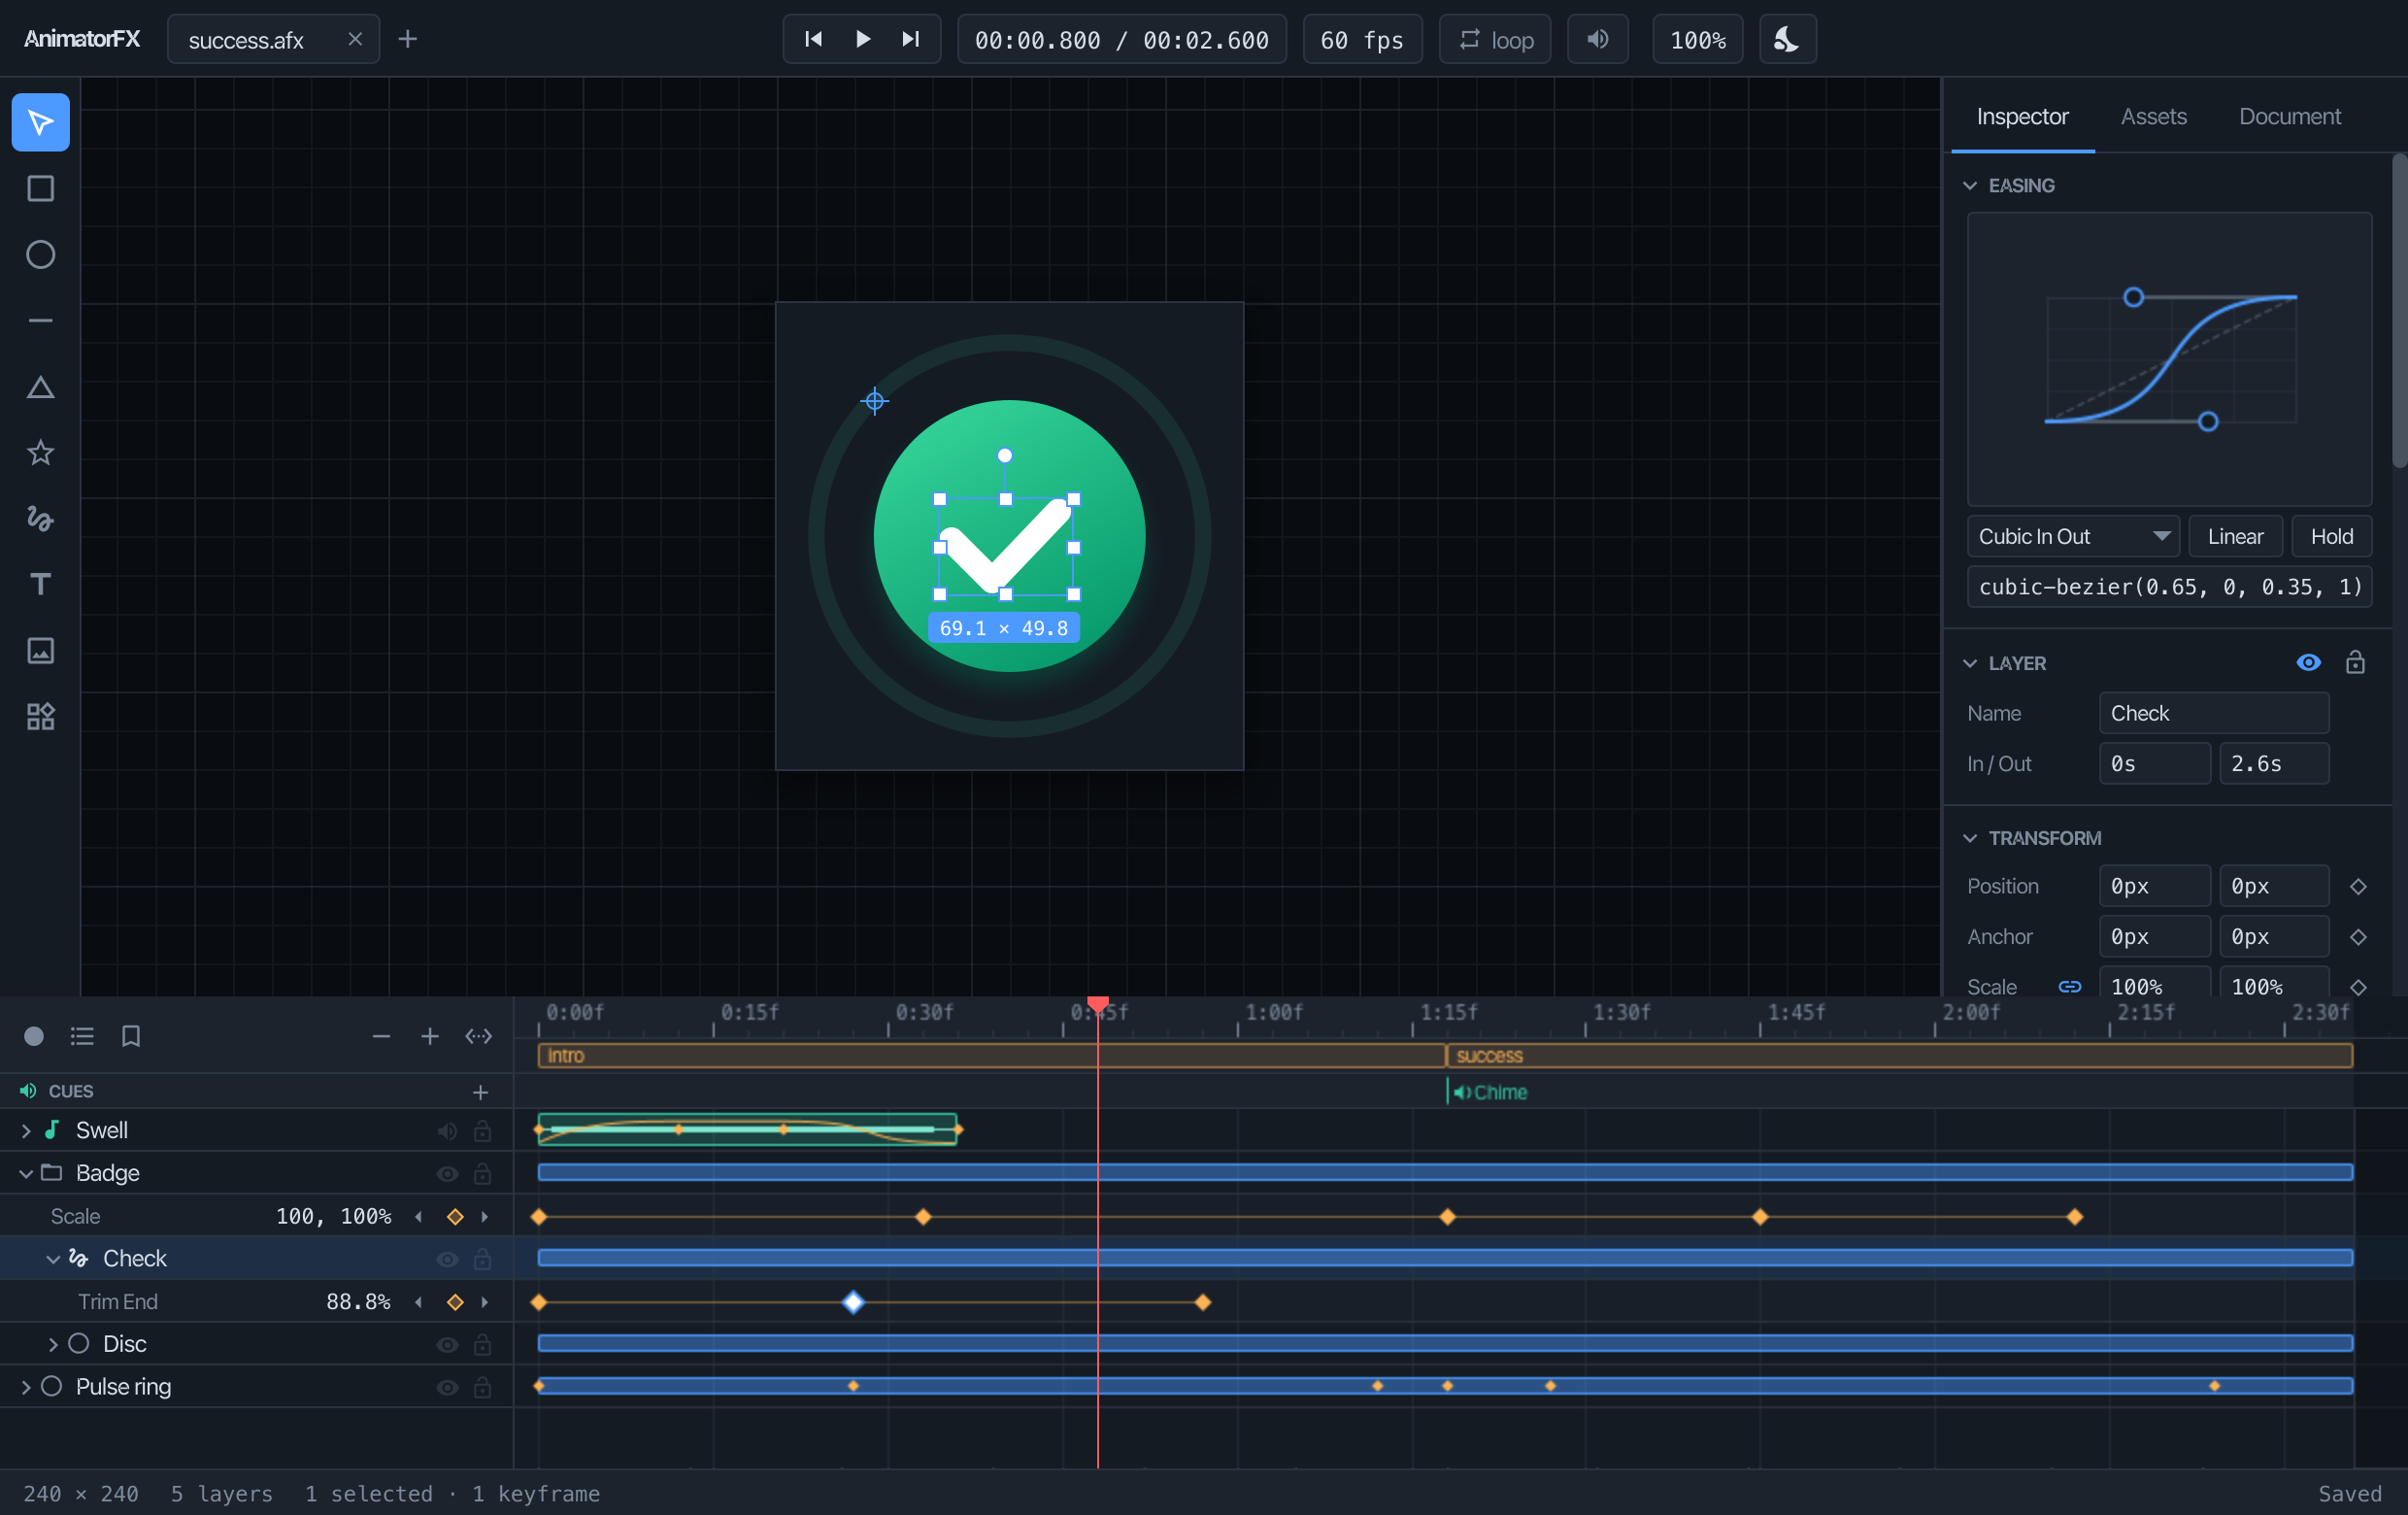 AnimatorFX
success.afx
00:00.800 / 00:02.600
60 fps
loop
100%
Inspector
Assets
Document
EASING
Cubic In Out
Linear
Hold
cubic-bezier(0.65, 0, 0.35, 1)
69.1 × 49.8
LAYER
Name
Check
In / Out
0s
2.6s
TRANSFORM
Position
0px
0px
Anchor
0px
0px
Scale
100%
100%
0:00f
0:15f
0:30f
0:45f
1:00f
1:15f
1:30f
1:45f
2:00f
2:15f
2:30f
intro
success
CUES
Chime
Swell
Badge
Scale
100, 100%
Check
Trim End
88.8%
Disc
Pulse ring
240 × 240
5 layers
1 selected · 1 keyframe
Saved